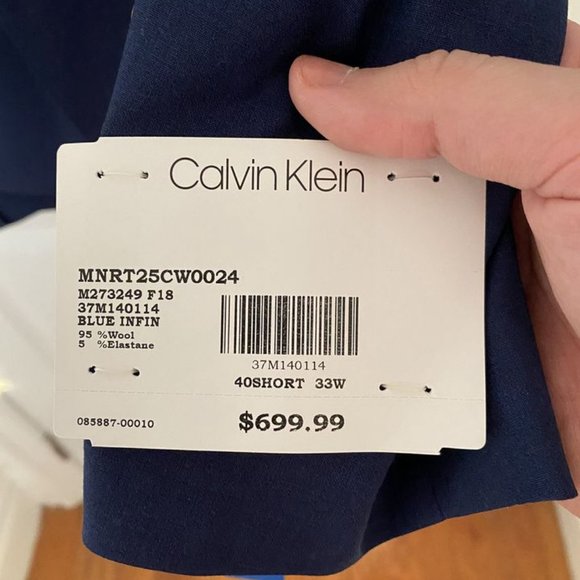 Calvin Klein
MNRT25CW0024
M273249 F18
37M140114
BLUE INFIN
95 %Wool
5 %Elastane
37M140114
40SHORT 33W
085887-00010
$699.99